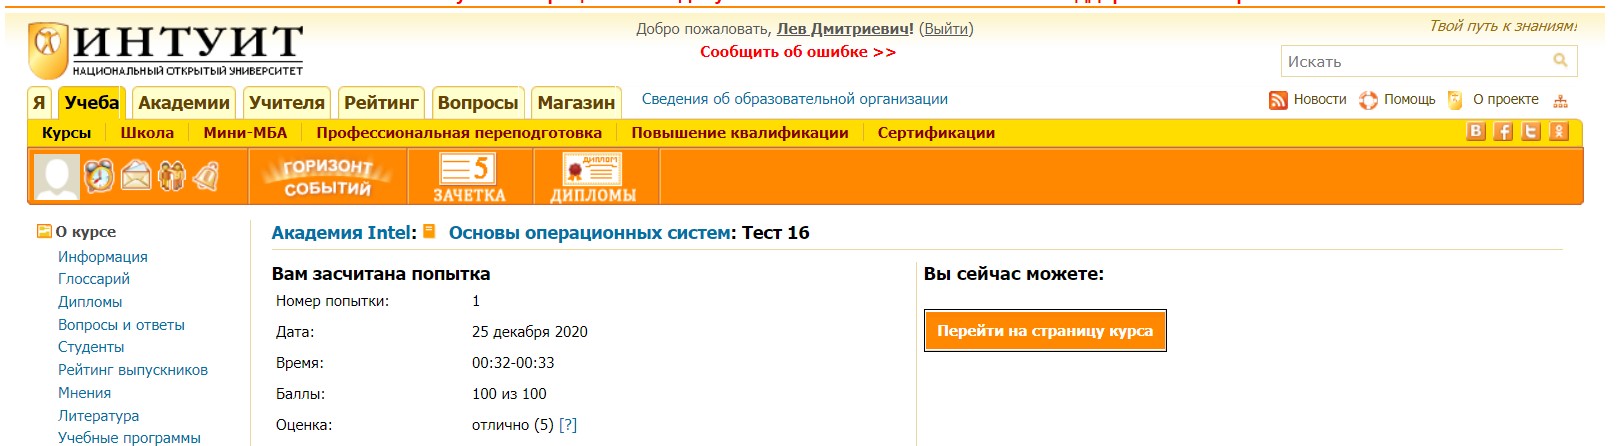 ИНТУИТ
НАЦИОНАЛЬНЫЙ ОТКРЫТЫЙ УНИВЕРСИТЕТ
Добро пожаловать, Лев Дмитриевич! (Выйти)
Сообщить об ошибке >>
Твой путь к знаниям!
Искать
Я Учеба Академии Учителя Рейтинг Вопросы Магазин Сведения об образовательной организации Новости Помощь О проекте
Курсы Школа Мини-МБА Профессиональная переподготовка Повышение квалификации Сертификации
ГОРИЗОНТ
СОБЫТИЙ
5
ЗАЧЕТКА
ДИПЛОМ
ДИПЛОМЫ
О курсе
Информация
Глоссарий
Дипломы
Вопросы и ответы
Студенты
Рейтинг выпускников
Мнения
Литература
Учебные программы
Академия Intel: Основы операционных систем: Тест 16
Вам засчитана попытка
Номер попытки: 1
Дата: 25 декабря 2020
Время: 00:32-00:33
Баллы: 100 из 100
Оценка: отлично (5) [?]
Вы сейчас можете:
Перейти на страницу курса